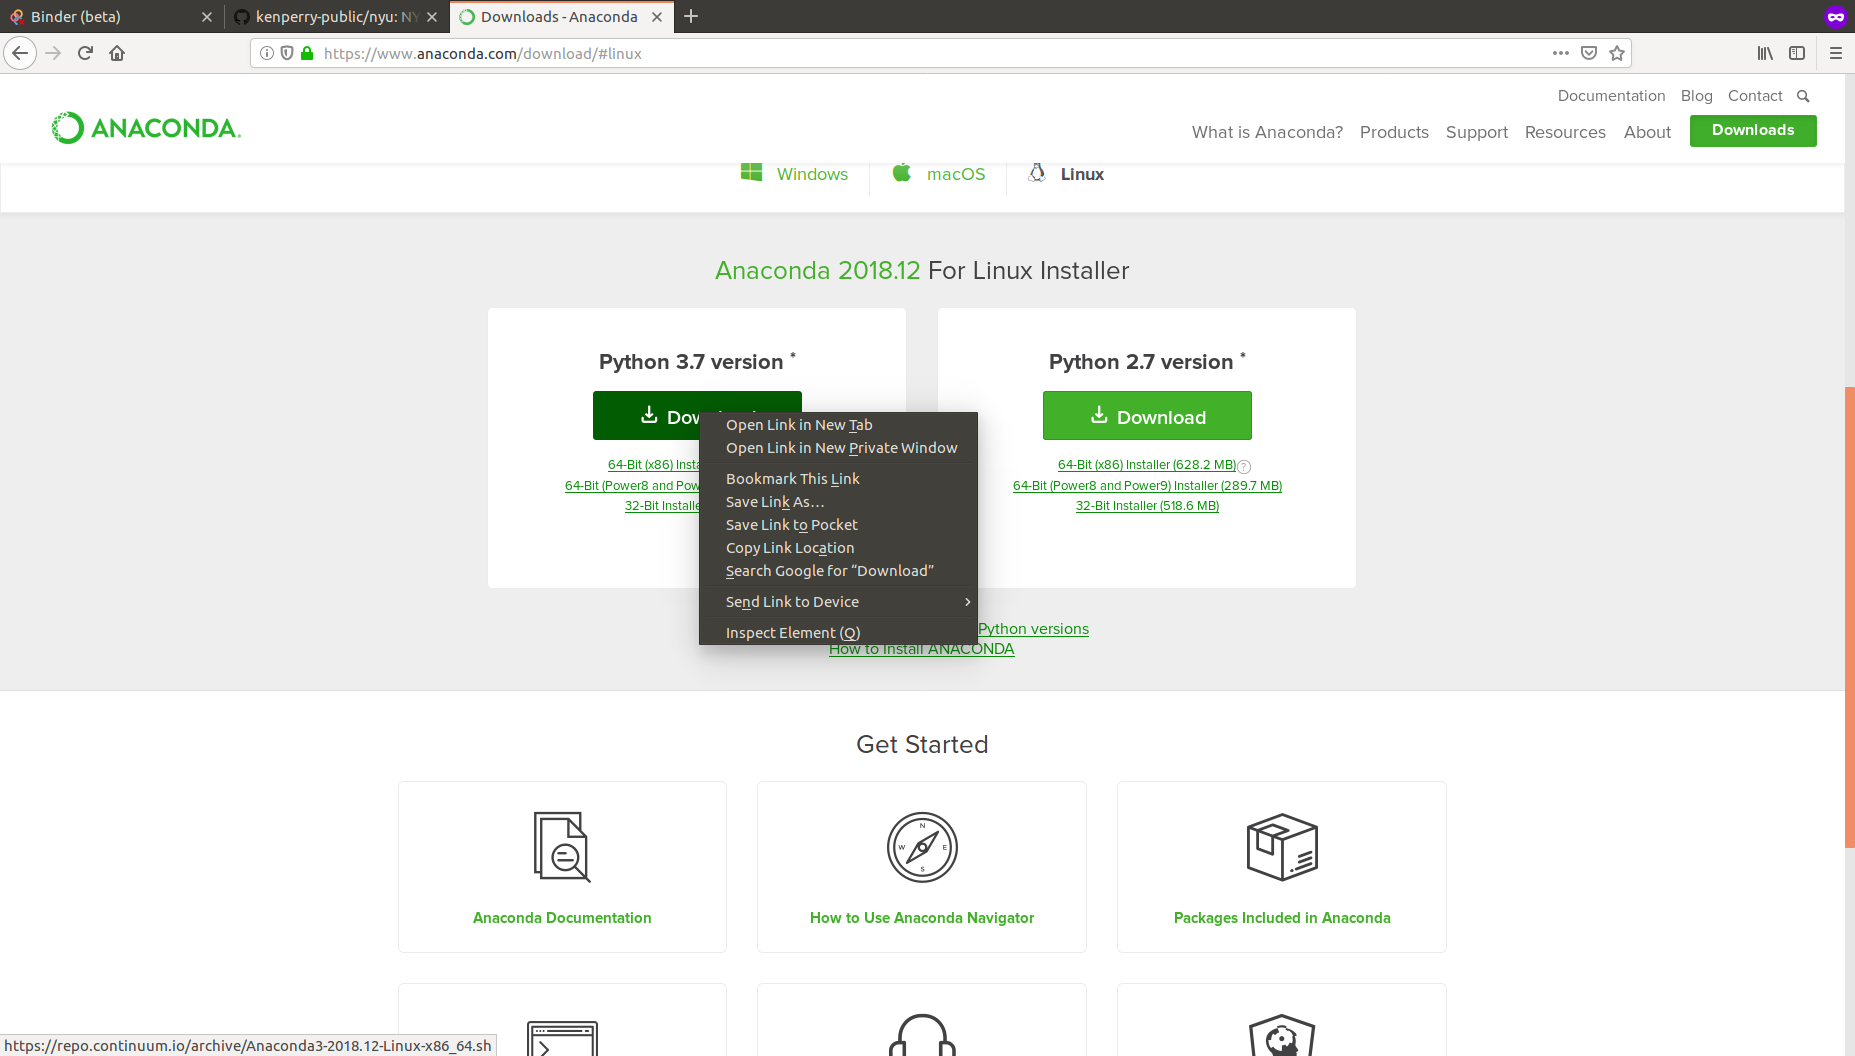 Binder (beta)
kenperry-public/nyu: NY
Downloads - Anaconda
https://www.anaconda.com/download/#linux
Documentation Blog Contact
ANACONDA.
What is Anaconda? Products Support Resources About Downloads
Windows macOS Linux
Anaconda 2018.12 For Linux Installer
Python 3.7 version *
Python 2.7 version *
Download
64-Bit (x86) Installer (628.2 MB) ?
64-Bit (Power8 and Power9) Installer (289.7 MB)
32-Bit Installer (518.6 MB)
Dow
64-Bit (x86) Insta
64-Bit (Power8 and Pow
32-Bit Installe
Open Link in New Tab
Open Link in New Private Window
Bookmark This Link
Save Link As...
Save Link to Pocket
Copy Link Location
Search Google for “Download”
Send Link to Device
Inspect Element (Q)
Python versions
How to Install ANACONDA
Get Started
N
W E
S
Anaconda Documentation
How to Use Anaconda Navigator
Packages Included in Anaconda
https://repo.continuum.io/archive/Anaconda3-2018.12-Linux-x86_64.sh